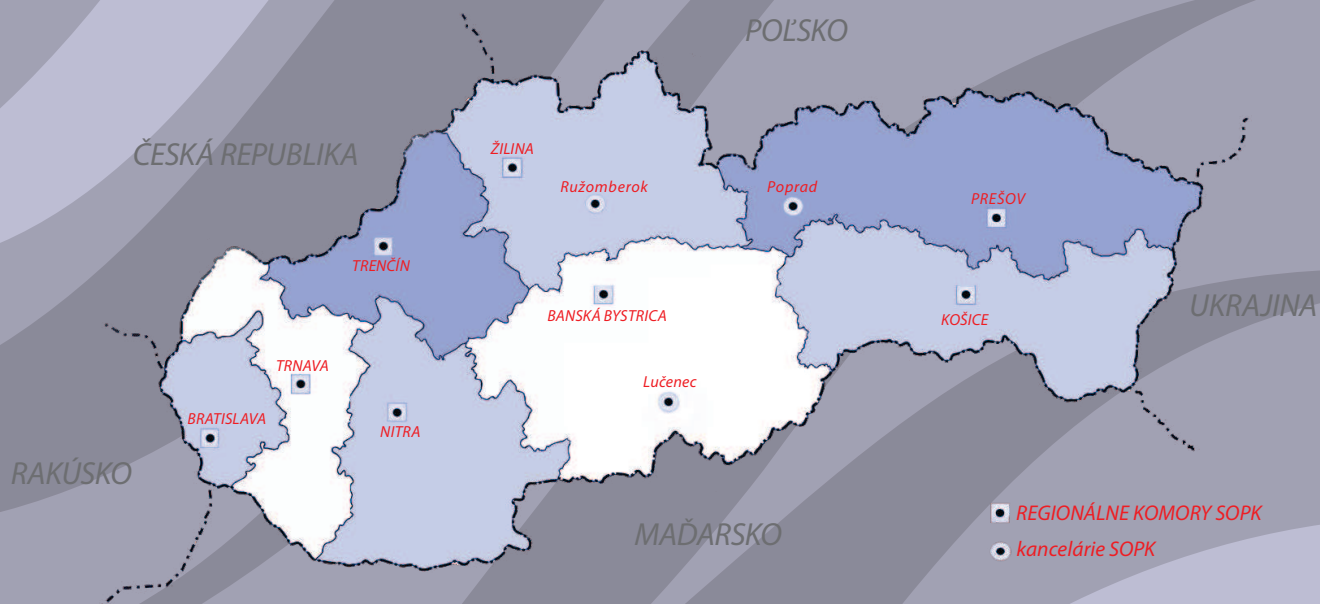 POĽSKO
ČESKÁ REPUBLIKA
ŽILINA
Ružomberok
Poprad
PREŠOV
TRENČÍN
UKRAJINA
BANSKÁ BYSTRICA
KOŠICE
TRNAVA
Lučenec
BRATISLAVA
NITRA
RAKÚSKO
MAĎARSKO
REGIONÁLNE KOMORY SOPK
kancelárie SOPK